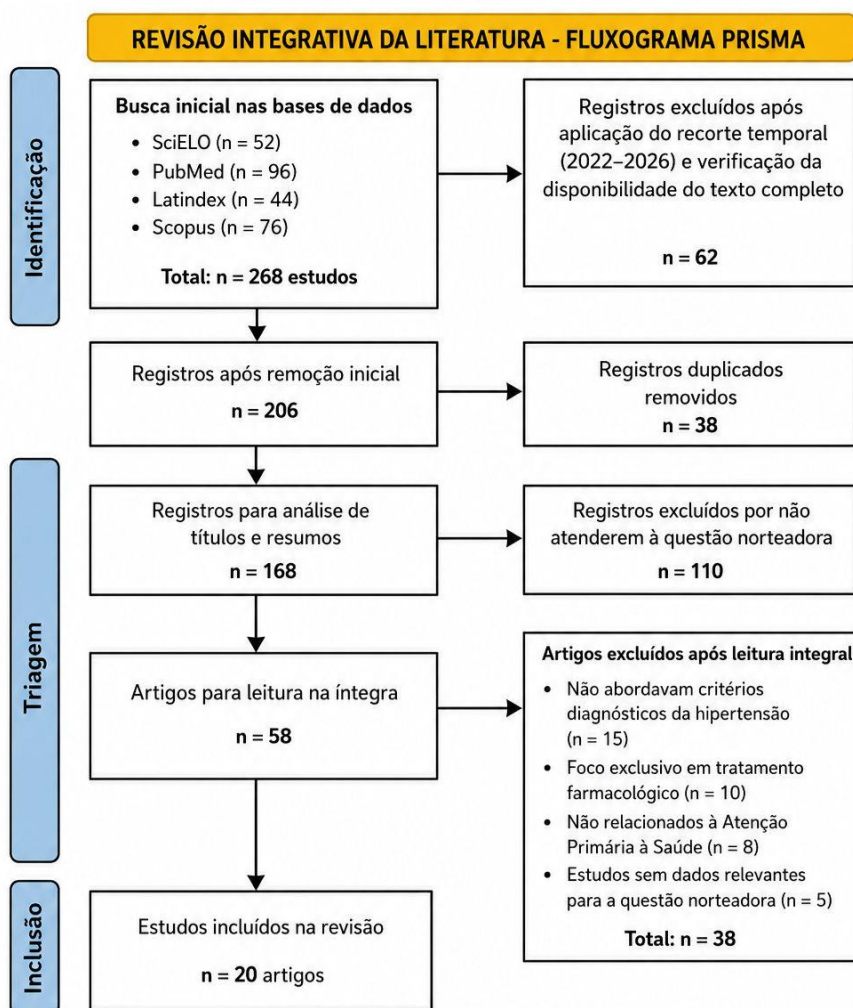 REVISÃO INTEGRATIVA DA LITERATURA - FLUXOGRAMA PRISMA
Identificação
Busca inicial nas bases de dados
• SciELO (n = 52)
• PubMed (n = 96)
• Latindex (n = 44)
• Scopus (n = 76)
Total: n = 268 estudos
Registros excluídos após
aplicação do recorte temporal
(2022–2026) e verificação da
disponibilidade do texto completo
n = 62
Registros após remoção inicial
n = 206
Registros duplicados
removidos
n = 38
Triagem
Registros para análise de
títulos e resumos
n = 168
Registros excluídos por não
atenderem à questão norteadora
n = 110
Artigos para leitura na íntegra
n = 58
Artigos excluídos após leitura integral
• Não abordavam critérios
diagnósticos da hipertensão
(n = 15)
• Foco exclusivo em tratamento
farmacológico (n = 10)
• Não relacionados à Atenção
Primária à Saúde (n = 8)
• Estudos sem dados relevantes
para a questão norteadora (n = 5)
Total: n = 38
Inclusão
Estudos incluídos na revisão
n = 20 artigos